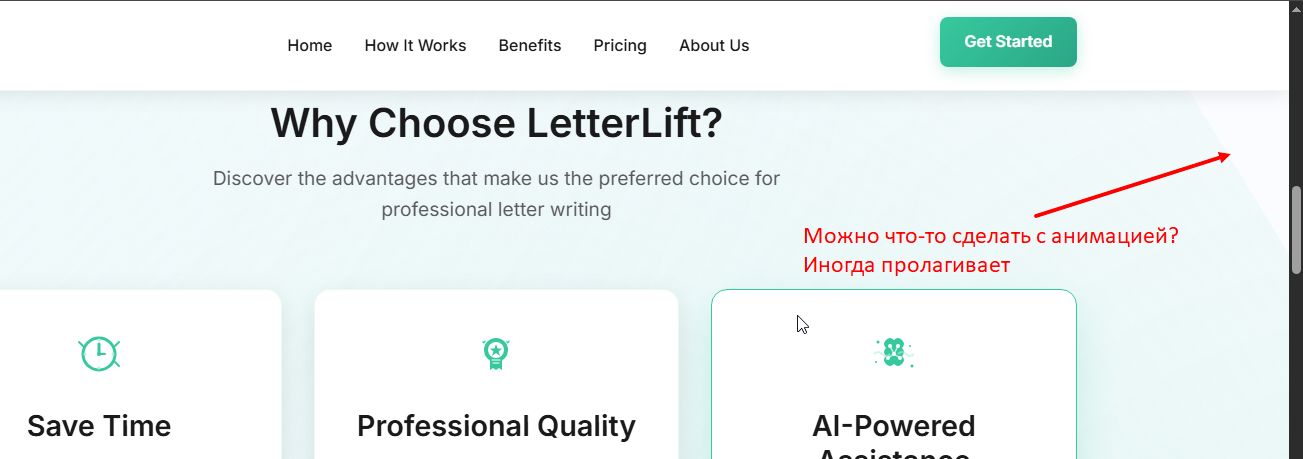 Home How It Works Benefits Pricing About Us Get Started
Why Choose LetterLift?
Discover the advantages that make us the preferred choice for
professional letter writing
Можно что-то сделать с анимацией?
Иногда пролагивает
Save Time Professional Quality AI-Powered
Assistance